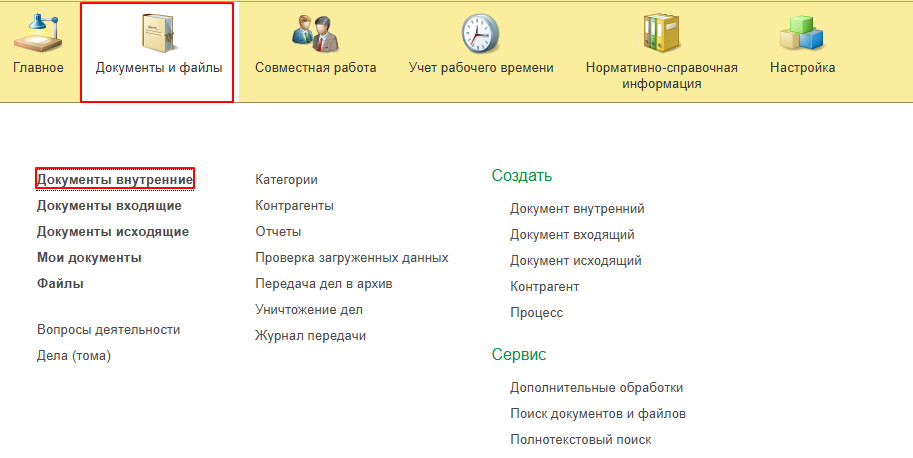 Главное
Документы и файлы
Совместная работа
Учет рабочего времени
Нормативно-справочная
информация
Настройка
Документы внутренние
Документы входящие
Документы исходящие
Мои документы
Файлы
Вопросы деятельности
Дела (тома)
Категории
Контрагенты
Отчеты
Проверка загруженных данных
Передача дел в архив
Уничтожение дел
Журнал передачи
Создать
Документ внутренний
Документ входящий
Документ исходящий
Контрагент
Процесс
Сервис
Дополнительные обработки
Поиск документов и файлов
Полнотекстовый поиск